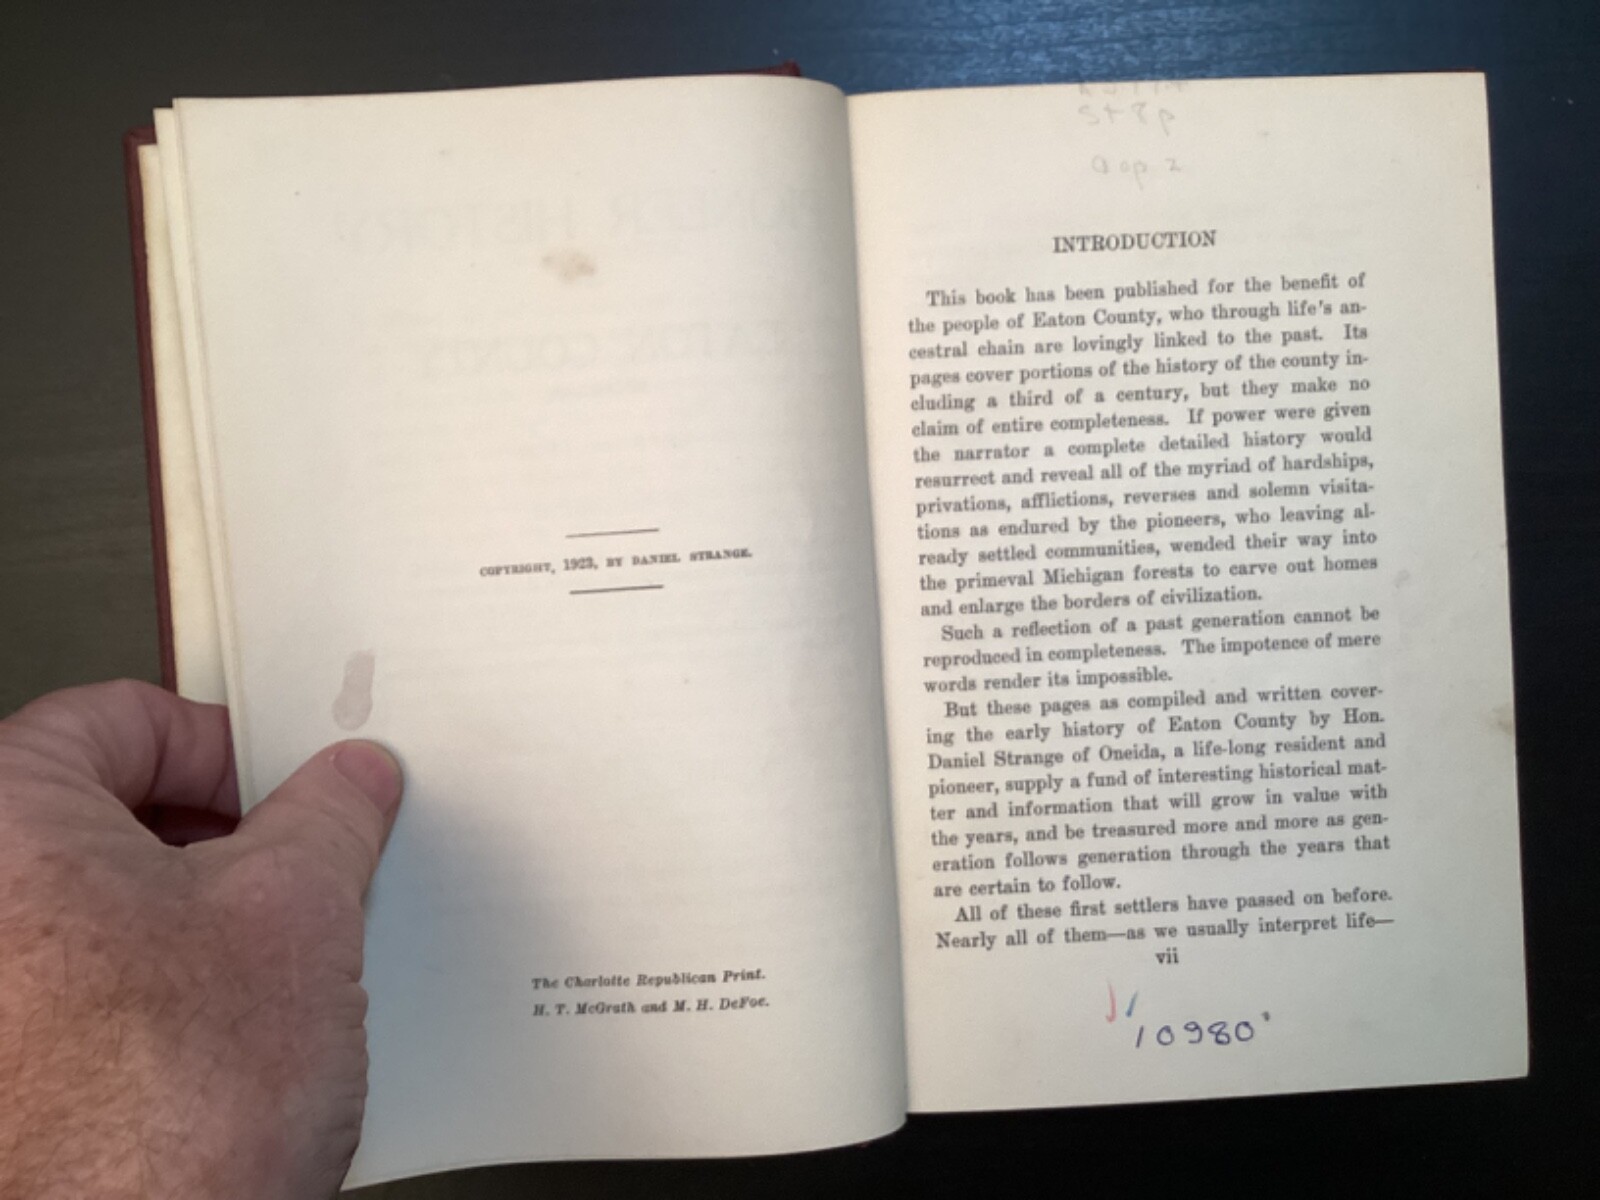 COPYRIGHT, 1923, BY DANIEL STRANGE.
The Charlotte Republican Print.
H. T. McGrath and M. H. DeFoe.
St8p
Cop 2
INTRODUCTION
This book has been published for the benefit of
the people of Eaton County, who through life's an-
cestral chain are lovingly linked to the past. Its
pages cover portions of the history of the county in-
cluding a third of a century, but they make no
claim of entire completeness. If power were given
the narrator a complete detailed history would
resurrect and reveal all of the myriad of hardships,
privations, afflictions, reverses and solemn visita-
tions as endured by the pioneers, who leaving al-
ready settled communities, wended their way into
the primeval Michigan forests to carve out homes
and enlarge the borders of civilization.
Such a reflection of a past generation cannot be
reproduced in completeness. The impotence of mere
words render its impossible.
But these pages as compiled and written cover-
ing the early history of Eaton County by Hon.
Daniel Strange of Oneida, a life-long resident and
pioneer, supply a fund of interesting historical mat-
ter and information that will grow in value with
the years, and be treasured more and more as gen-
eration follows generation through the years that
are certain to follow.
All of these first settlers have passed on before.
Nearly all of them—as we usually interpret life—
vii
10980